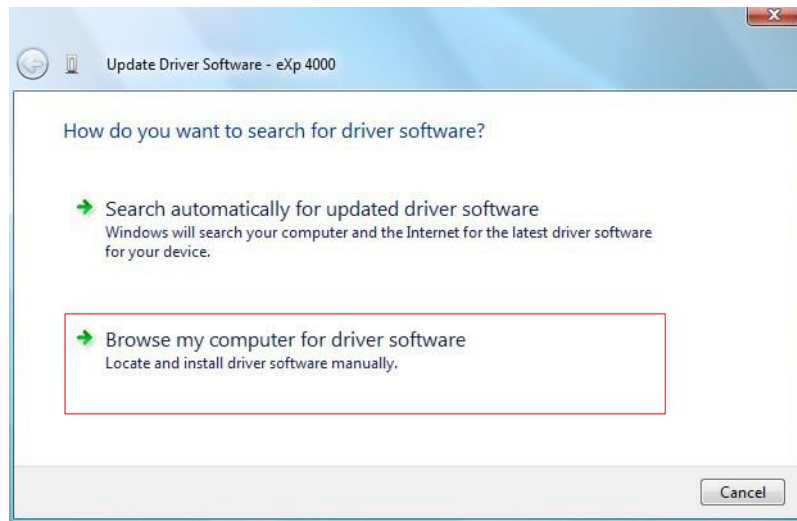 Update Driver Software - eXp 4000
How do you want to search for driver software?
Search automatically for updated driver software
Windows will search your computer and the Internet for the latest driver software
for your device.
Browse my computer for driver software
Locate and install driver software manually.
Cancel